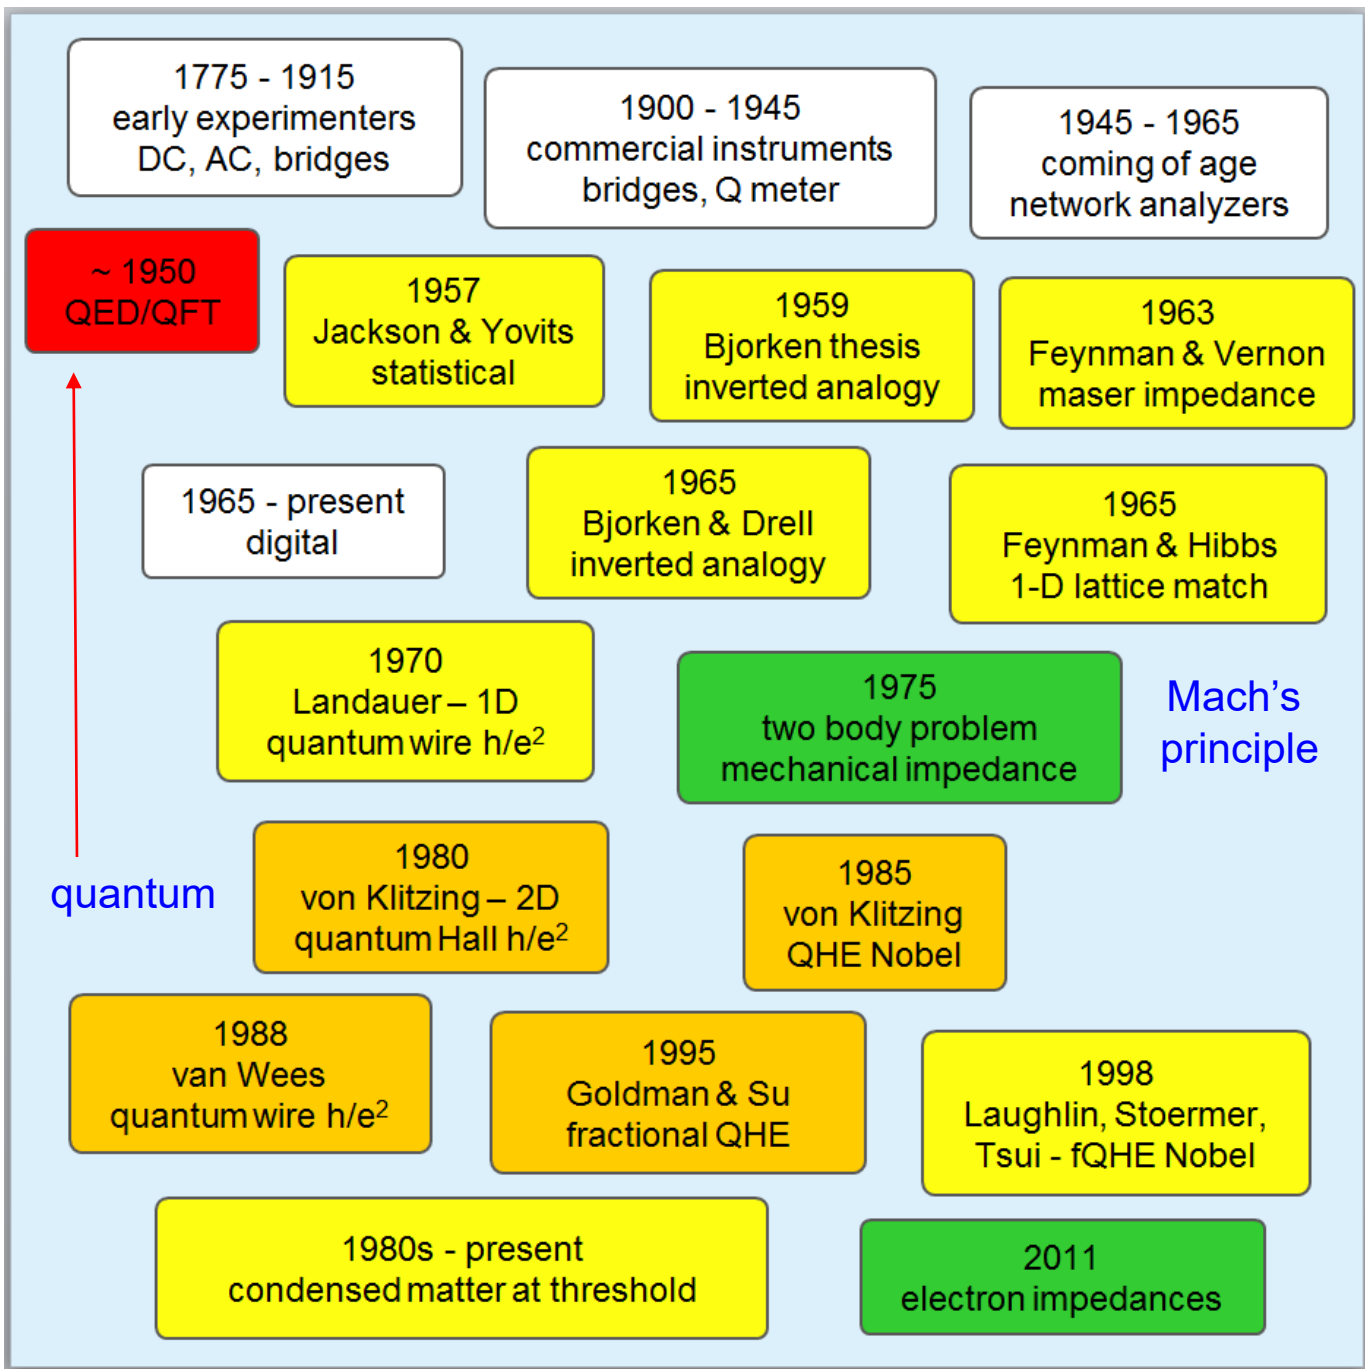 1775 - 1915
early experimenters
DC, AC, bridges
1900 - 1945
commercial instruments
bridges, Q meter
1945 - 1965
coming of age
network analyzers
~ 1950
QED/QFT
1957
Jackson & Yovits
statistical
1959
Bjorken thesis
inverted analogy
1963
Feynman & Vernon
maser impedance
1965 - present
digital
1965
Bjorken & Drell
inverted analogy
1965
Feynman & Hibbs
1-D lattice match
1970
Landauer – 1D
quantum wire h/e²
1975
two body problem
mechanical impedance
Mach’s
principle
quantum
1980
von Klitzing – 2D
quantum Hall h/e²
1985
von Klitzing
QHE Nobel
1988
van Wees
quantum wire h/e²
1995
Goldman & Su
fractional QHE
1998
Laughlin, Stoermer,
Tsui - fQHE Nobel
1980s - present
condensed matter at threshold
2011
electron impedances